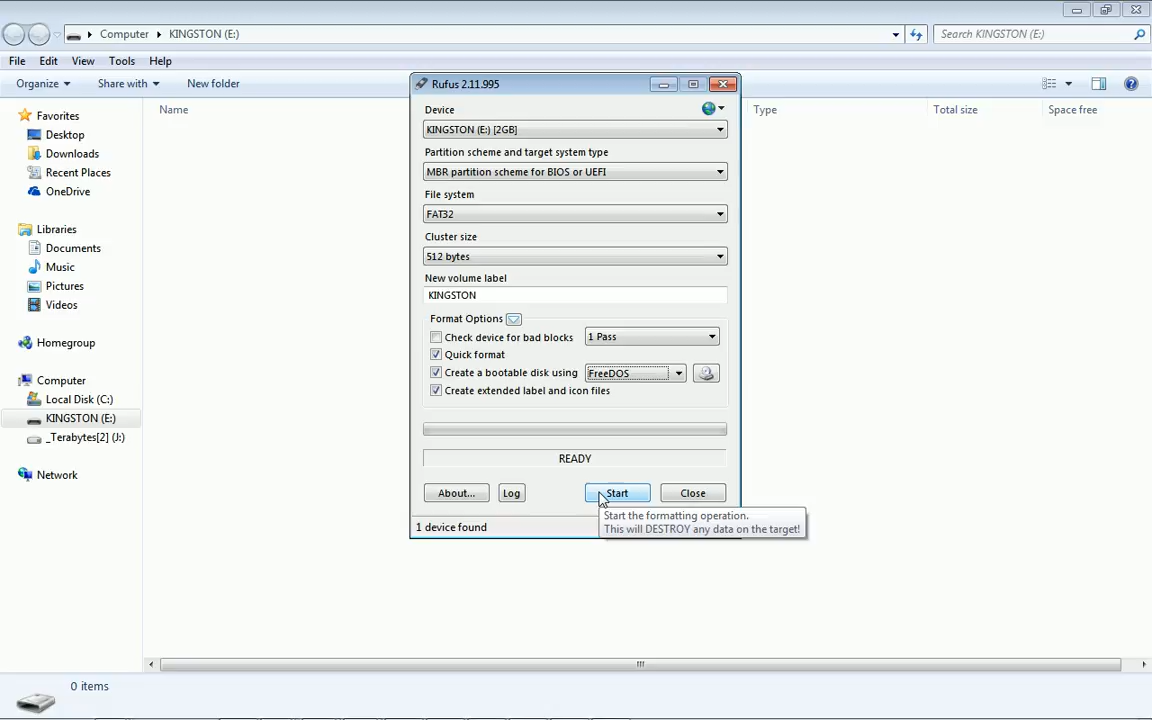 Computer KINGSTON (E:)
Search KINGSTON (E:)
File Edit View Tools Help
Organize Share with New folder
Name Type Total size Space free
Favorites
Desktop
Downloads
Recent Places
OneDrive
Libraries
Documents
Music
Pictures
Videos
Homegroup
Computer
Local Disk (C:)
KINGSTON (E:)
_Terabytes[2] (J:)
Network
0 items
Rufus 2.11.995
Device
KINGSTON (E:) [2GB]
Partition scheme and target system type
MBR partition scheme for BIOS or UEFI
File system
FAT32
Cluster size
512 bytes
New volume label
KINGSTON
Format Options
Check device for bad blocks 1 Pass
Quick format
Create a bootable disk using FreeDOS
Create extended label and icon files
READY
About... Log Start Close
Start the formatting operation.
This will DESTROY any data on the target!
1 device found